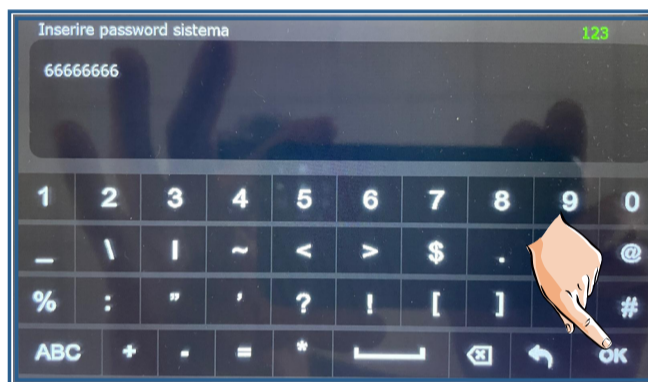 Inserire password sistema 123
66666666
1 2 3 4 5 6 7 8 9 0
_ \ | ~ < > $ . @
% : " ' ? ! [ ] #
ABC + - = * OK